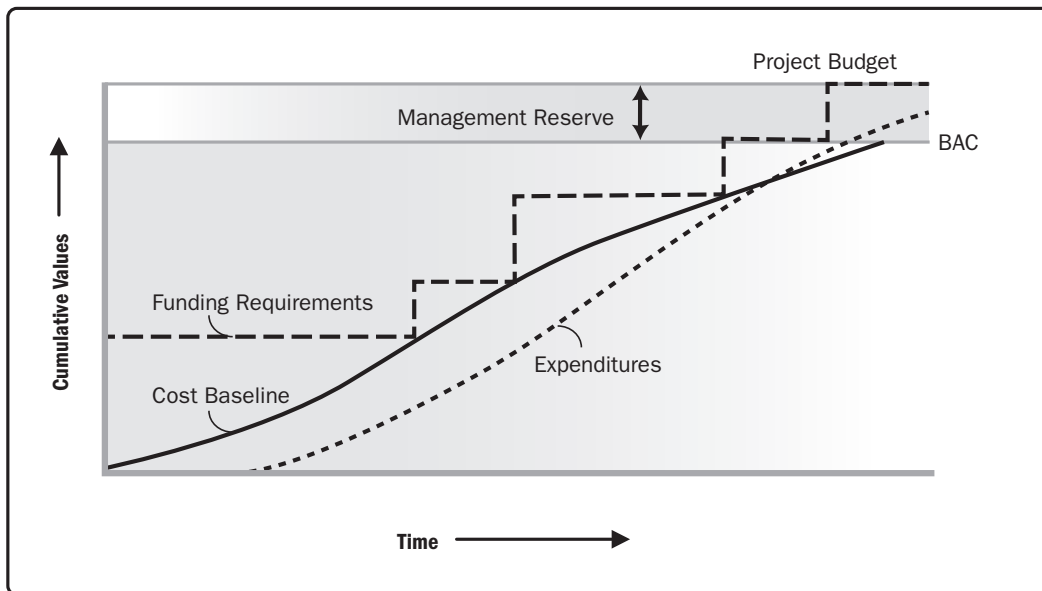 Project Budget
Management Reserve
BAC
Funding Requirements
Expenditures
Cost Baseline
Cumulative Values
Time